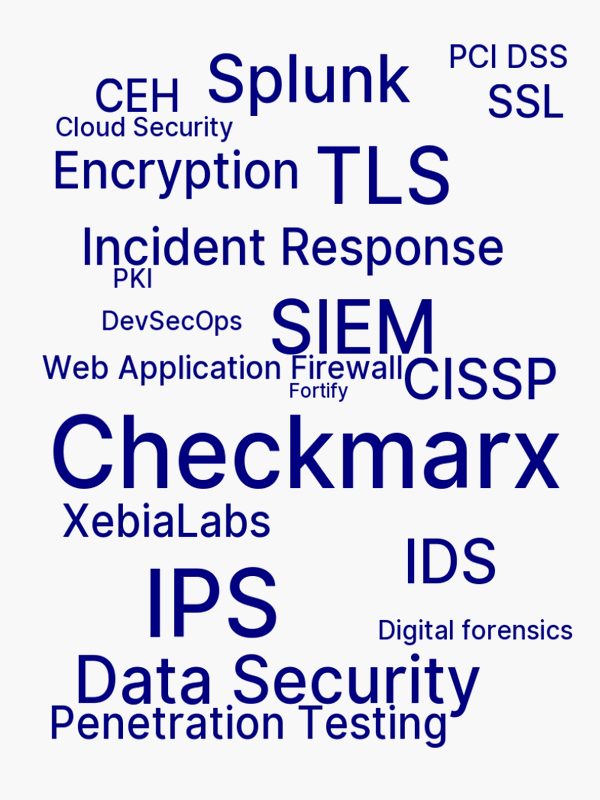 PCI DSS
Splunk
CEH
SSL
Cloud Security
Encryption
TLS
Incident Response
PKI
DevSecOps
SIEM
Web Application Firewall
CISSP
Fortify
Checkmarx
XebiaLabs
IDS
IPS
Digital forensics
Data Security
Penetration Testing